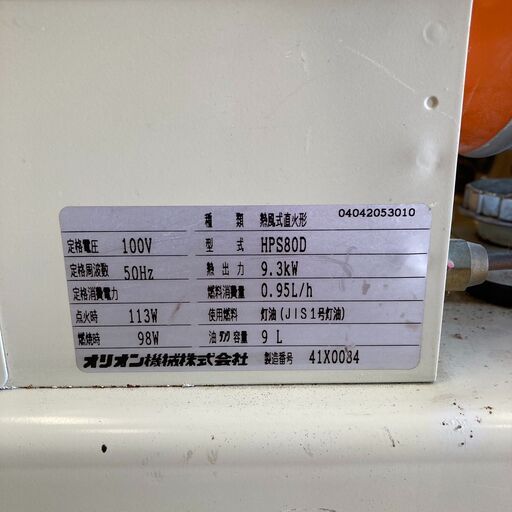 種類 熱風式直火形 04042053010
定格電圧 100V 型式 HPS80D
定格周波数 50Hz 熱出力 9.3kW
定格消費電力 燃料消費量 0.95L/h
点火時 113W 使用燃料 灯油(JIS1号灯油)
燃焼時 98W 油タンク容量 9 L
オリオン機械株式会社 製造番号 41X0034